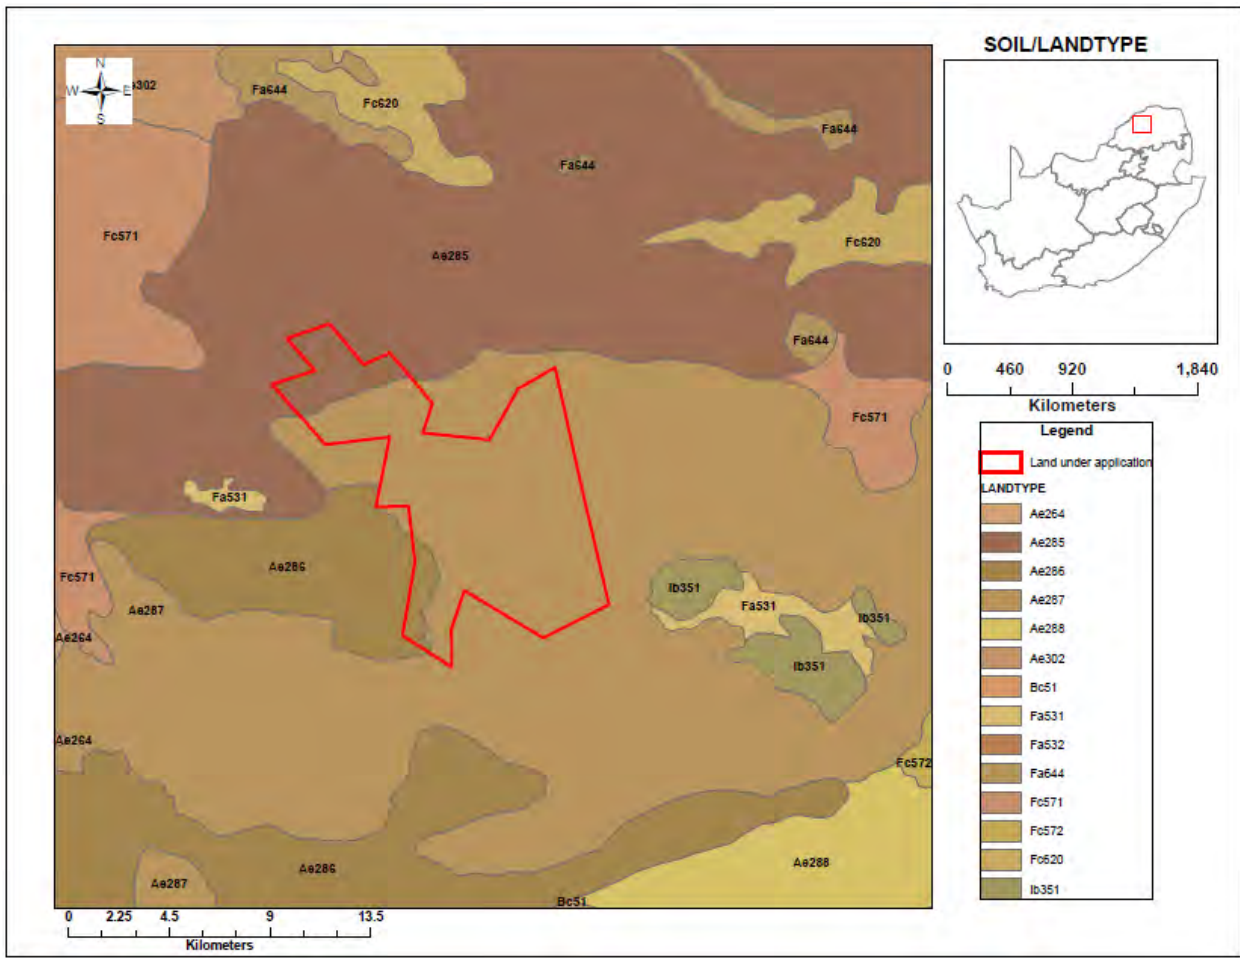 SOIL/LANDTYPE
N
W E
S
302
Fa644
Fc620
Fa644
Fa644
Fc571
Fc620
Ae285
Fa644
Fc571
Fa531
Ae286
Fc571
Ae287
Ib351
Fa531
Ib351
Ae264
Ib351
Ae264
Fc572
Ae288
Ae286
Ae287
Bc51
0 2.25 4.5 9 13.5
Kilometers
0 460 920 1,840
Kilometers
Legend
Land under application
LANDTYPE
Ae264
Ae285
Ae286
Ae287
Ae288
Ae302
Bc51
Fa531
Fa532
Fa644
Fc571
Fc572
Fc620
Ib351